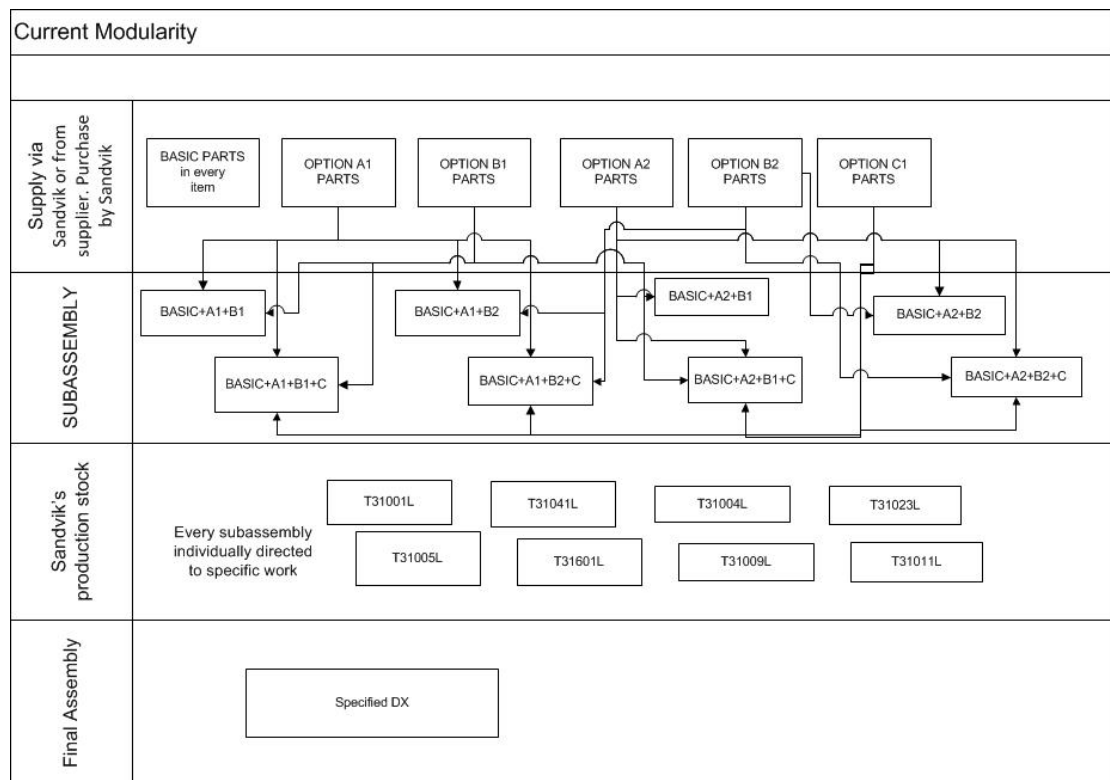 Current Modularity
Supply via
Sandvik or from
supplier. Purchase
by Sandvik
BASIC PARTS
in every
item
OPTION A1
PARTS
OPTION B1
PARTS
OPTION A2
PARTS
OPTION B2
PARTS
OPTION C1
PARTS
SUBASSEMBLY
BASIC+A1+B1
BASIC+A1+B2
BASIC+A2+B1
BASIC+A2+B2
BASIC+A1+B1+C
BASIC+A1+B2+C
BASIC+A2+B1+C
BASIC+A2+B2+C
Sandvik's
production stock
Every subassembly
individually directed
to specific work
T31001L
T31041L
T31004L
T31023L
T31005L
T31601L
T31009L
T31011L
Final Assembly
Specified DX